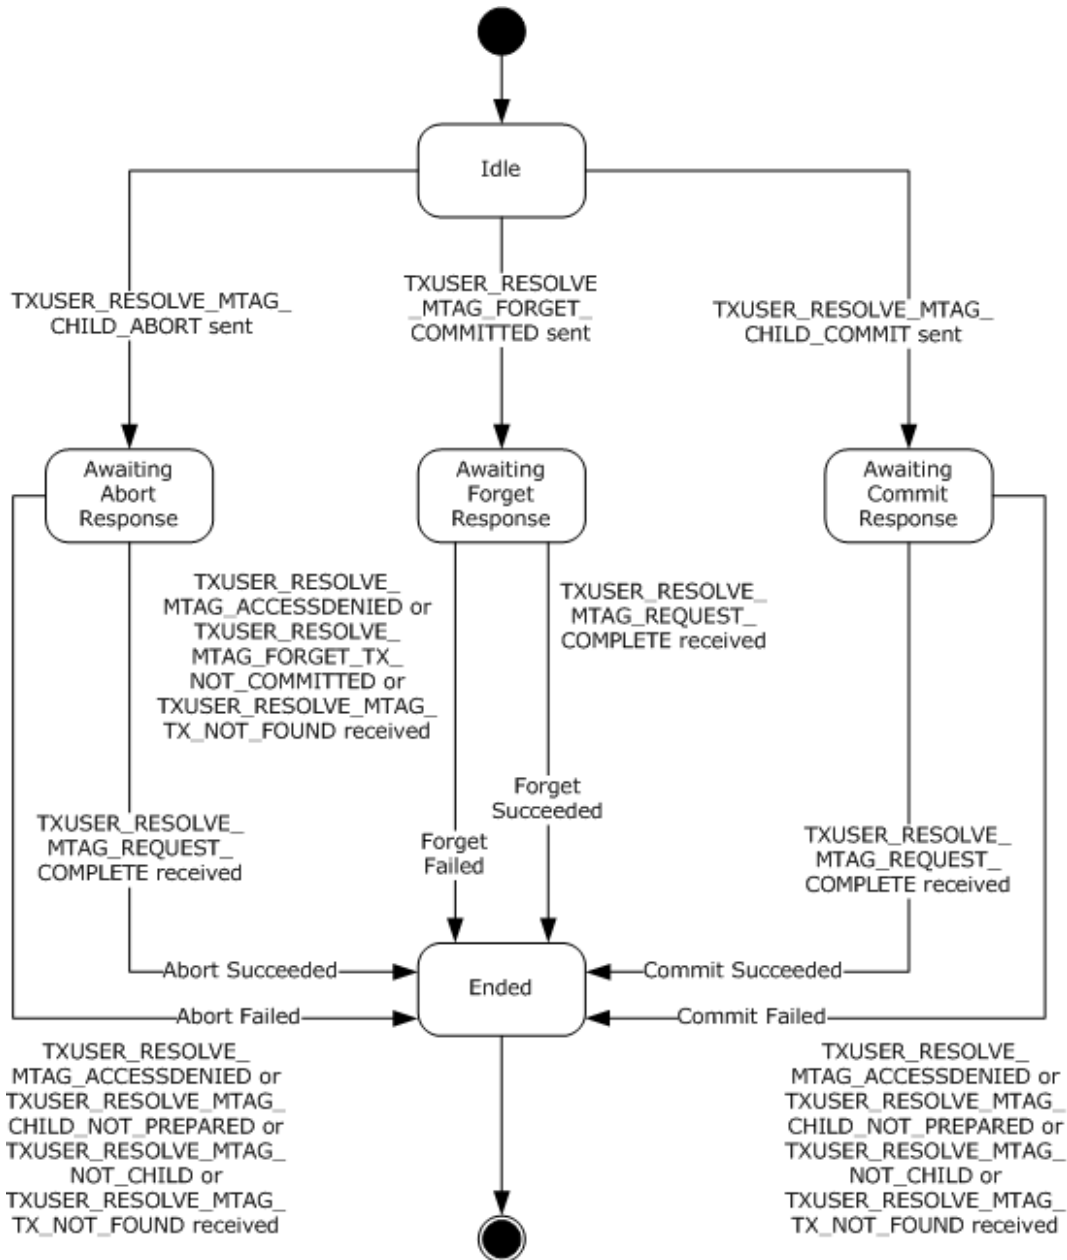 Idle
TXUSER_RESOLVE_MTAG_
CHILD_ABORT sent
TXUSER_RESOLVE
_MTAG_FORGET_
COMMITTED sent
TXUSER_RESOLVE_MTAG_
CHILD_COMMIT sent
Awaiting
Abort
Response
Awaiting
Forget
Response
Awaiting
Commit
Response
TXUSER_RESOLVE_
MTAG_ACCESSDENIED or
TXUSER_RESOLVE_
MTAG_FORGET_TX_
NOT_COMMITTED or
TXUSER_RESOLVE_MTAG_
TX_NOT_FOUND received
TXUSER_RESOLVE_
MTAG_REQUEST_
COMPLETE received
Forget
Succeeded
TXUSER_RESOLVE_
MTAG_REQUEST_
COMPLETE received
Forget
Failed
TXUSER_RESOLVE_
MTAG_REQUEST_
COMPLETE received
Abort Succeeded
Ended
Commit Succeeded
Abort Failed
Commit Failed
TXUSER_RESOLVE_
MTAG_ACCESSDENIED or
TXUSER_RESOLVE_MTAG_
CHILD_NOT_PREPARED or
TXUSER_RESOLVE_MTAG_
NOT_CHILD or
TXUSER_RESOLVE_MTAG_
TX_NOT_FOUND received
TXUSER_RESOLVE_
MTAG_ACCESSDENIED or
TXUSER_RESOLVE_MTAG_
CHILD_NOT_PREPARED or
TXUSER_RESOLVE_MTAG_
NOT_CHILD or
TXUSER_RESOLVE_MTAG_
TX_NOT_FOUND received